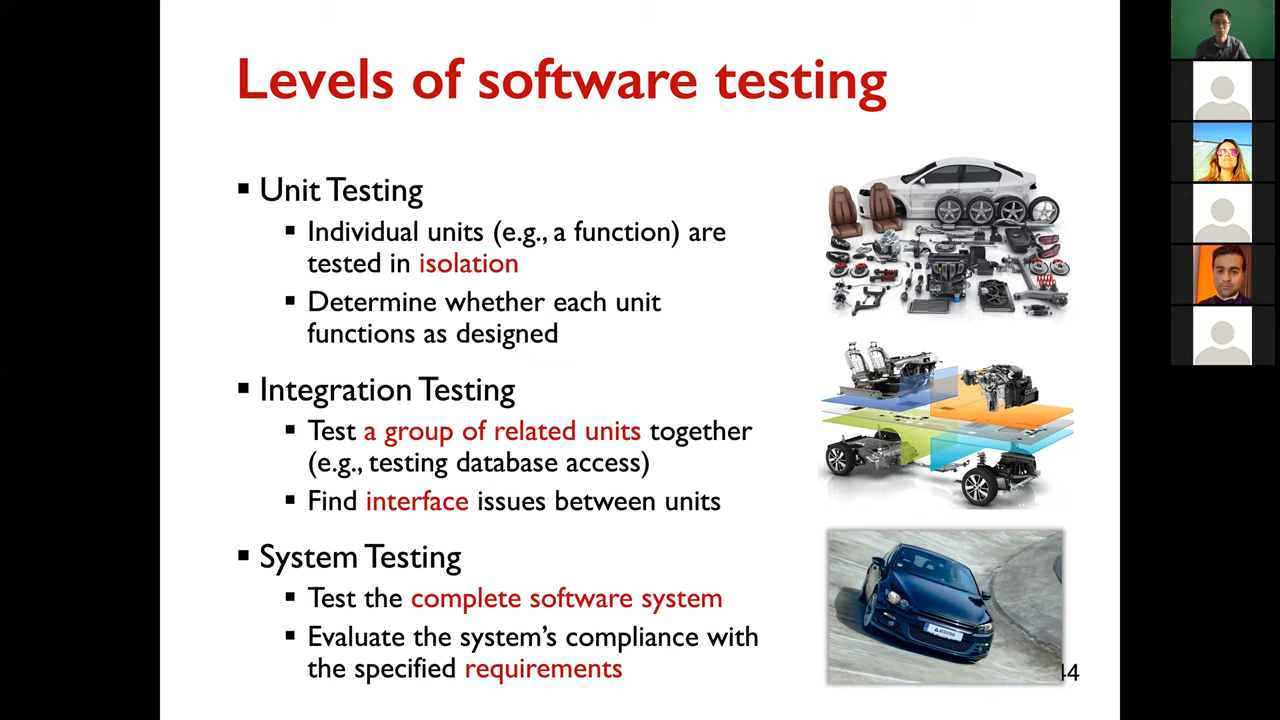 Levels of software testing
▪ Unit Testing
▪ Individual units (e.g., a function) are
tested in isolation
▪ Determine whether each unit
functions as designed
▪ Integration Testing
▪ Test a group of related units together
(e.g., testing database access)
▪ Find interface issues between units
▪ System Testing
▪ Test the complete software system
▪ Evaluate the system's compliance with
the specified requirements
44